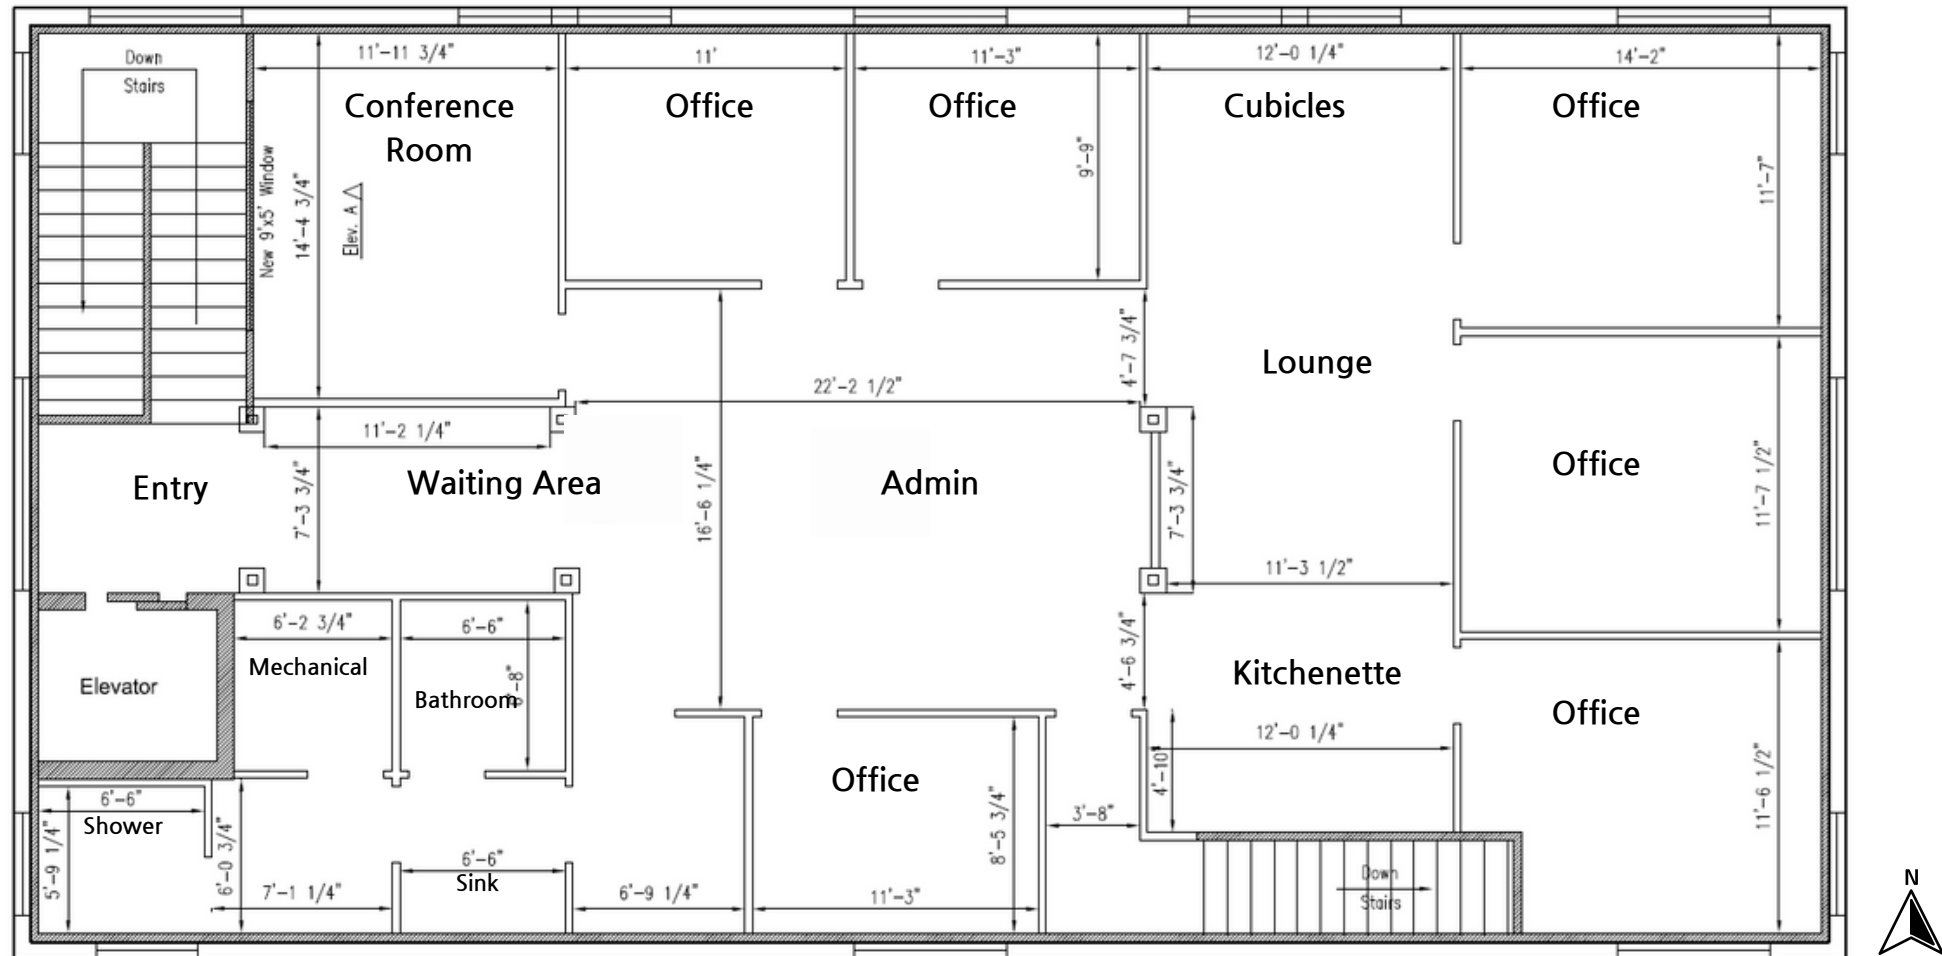 Down
Stairs
11'-11 3/4"
11'
11'-3"
12'-0 1/4"
14'-2"
Conference
Room
Office
Office
Cubicles
Office
New 9'x5' Window
14'-4 3/4"
Elev. A
9'-9"
11'-7"
4'-7 3/4"
Lounge
22'-2 1/2"
11'-2 1/4"
Entry
7'-3 3/4"
Waiting Area
16'-6 1/4"
Admin
7'-3 3/4"
Office
11'-7 1/2"
11'-3 1/2"
6'-2 3/4"
6'-6"
Mechanical
Elevator
Bathroom
-8"
4'-6 3/4"
Kitchenette
Office
12'-0 1/4"
4'-10
Office
11'-6 1/2"
6'-6"
Shower
5'-9 1/4"
6'-0 3/4"
7'-1 1/4"
6'-6"
Sink
6'-9 1/4"
11'-3"
8'-5 3/4"
3'-8"
Down
Stairs
N